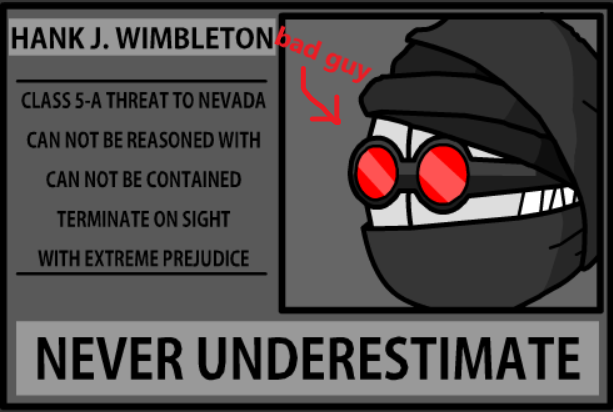 HANK J. WIMBLETON
bad guy
CLASS 5-A THREAT TO NEVADA
CAN NOT BE REASONED WITH
CAN NOT BE CONTAINED
TERMINATE ON SIGHT
WITH EXTREME PREJUDICE
NEVER UNDERESTIMATE